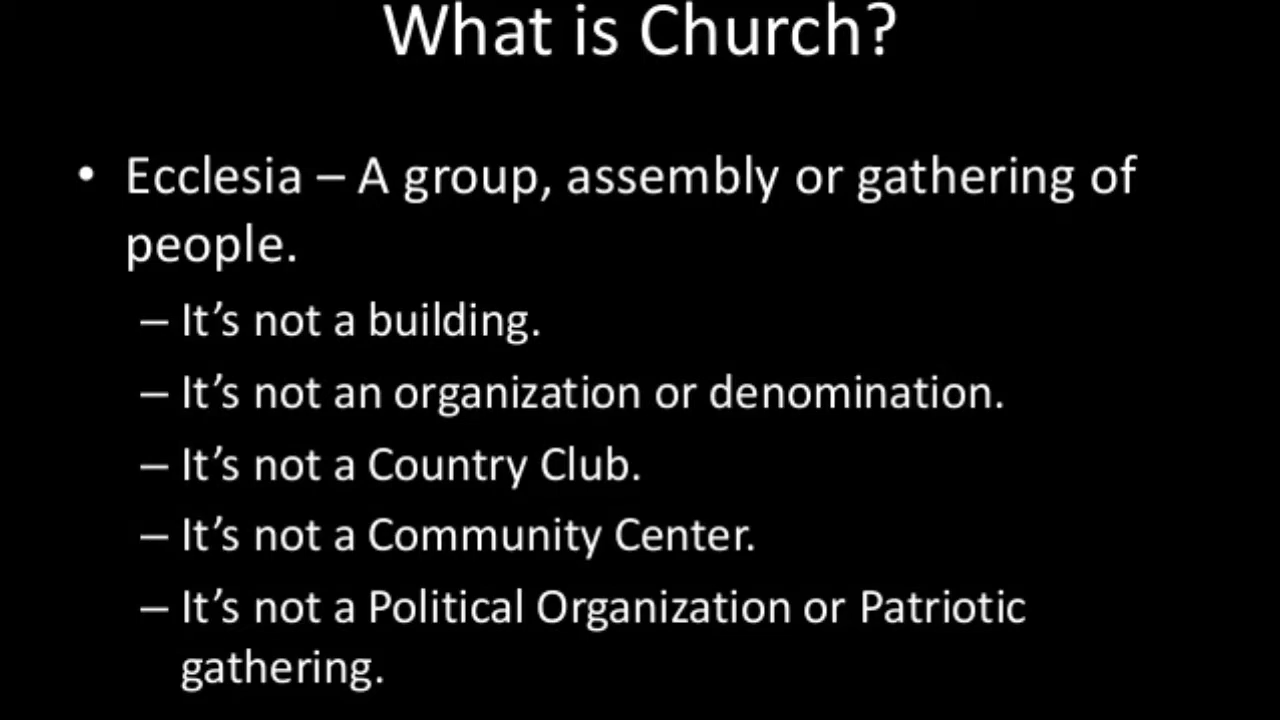 What is Church?
• Ecclesia – A group, assembly or gathering of
people.
– It’s not a building.
– It’s not an organization or denomination.
– It’s not a Country Club.
– It’s not a Community Center.
– It’s not a Political Organization or Patriotic
gathering.